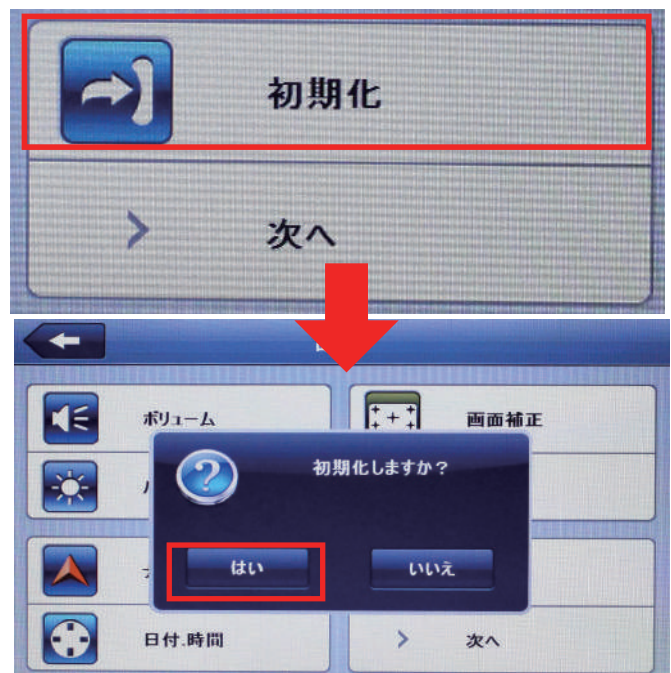 初期化
次へ
ボリューム
画面補正
初期化しますか?
はい
いいえ
日付.時間
次へ